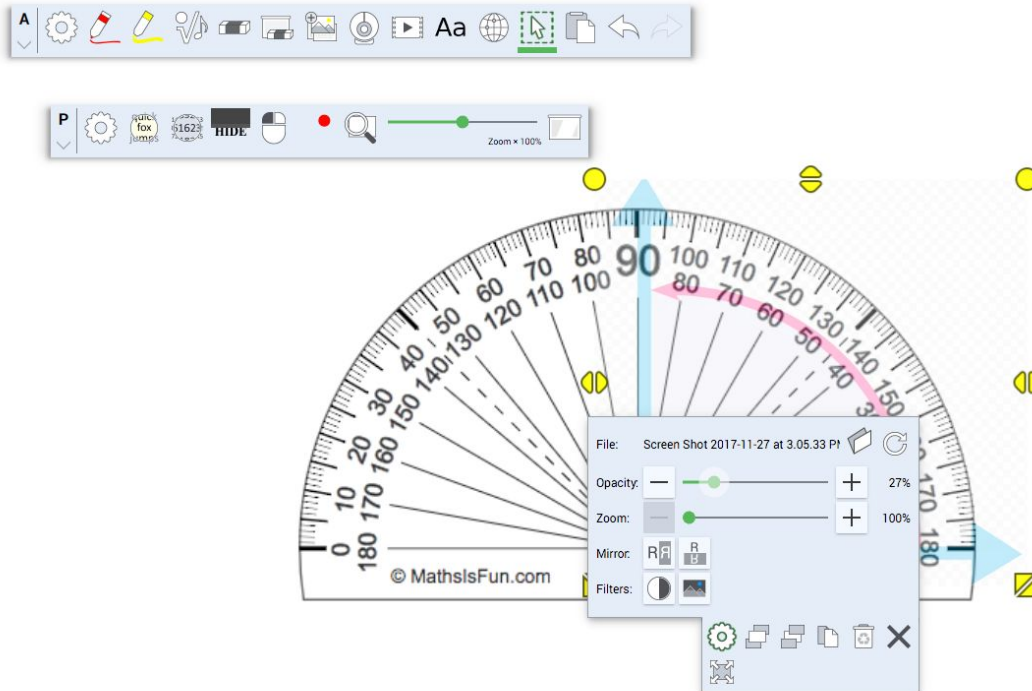 A
Aa
P
quick
fox
jumps
51623
HIDE
Zoom × 100%
90
80 100
100 80
70 110
110 70
60 120
120 60
50 130
130 50
40 140
140 40
30 150
150
20
160
10 170
170
0 180
180
© MathsIsFun.com
File: Screen Shot 2017-11-27 at 3.05.33 PM
Opacity: 27%
Zoom: 100%
Mirror: R R
R
R
Filters: